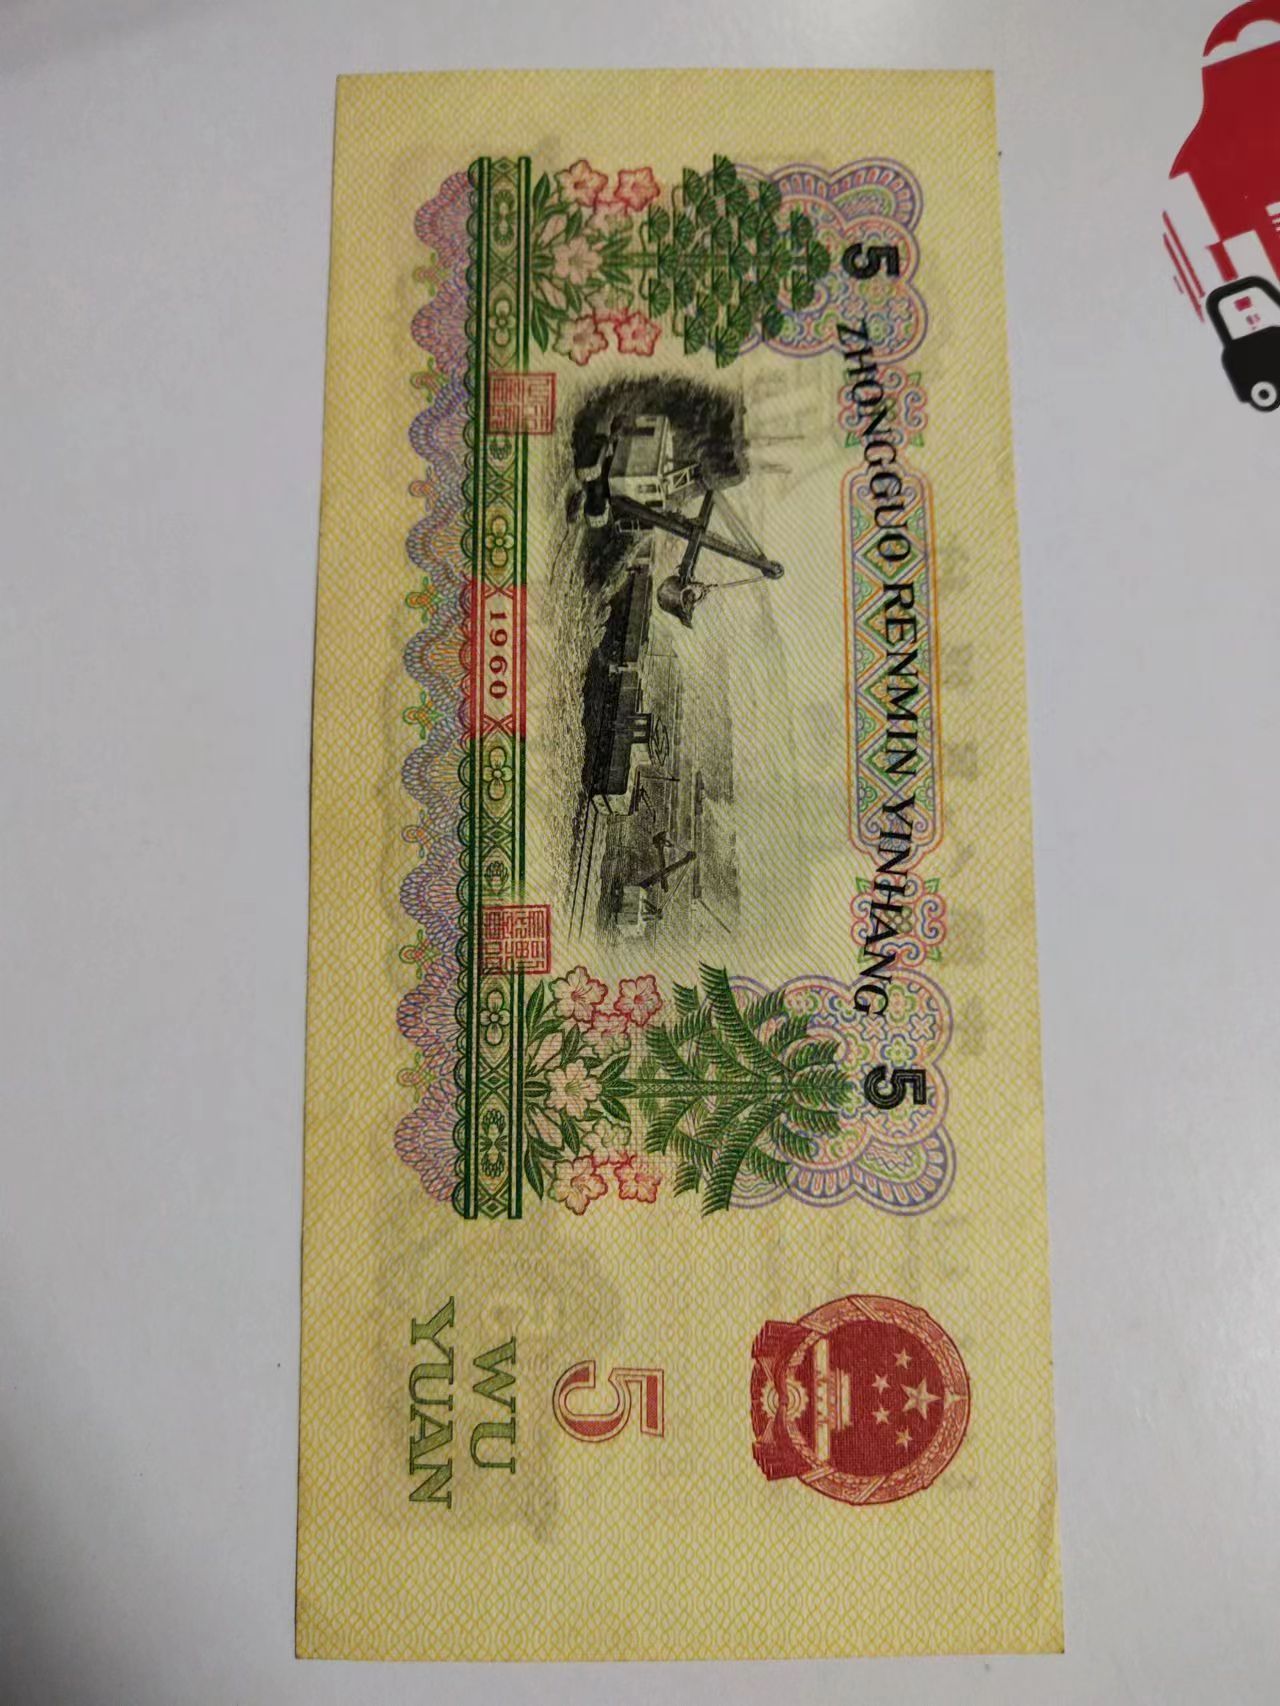 5 ZHONGGUO RENMIN YINHANG 5
1960
5
WU
YUAN